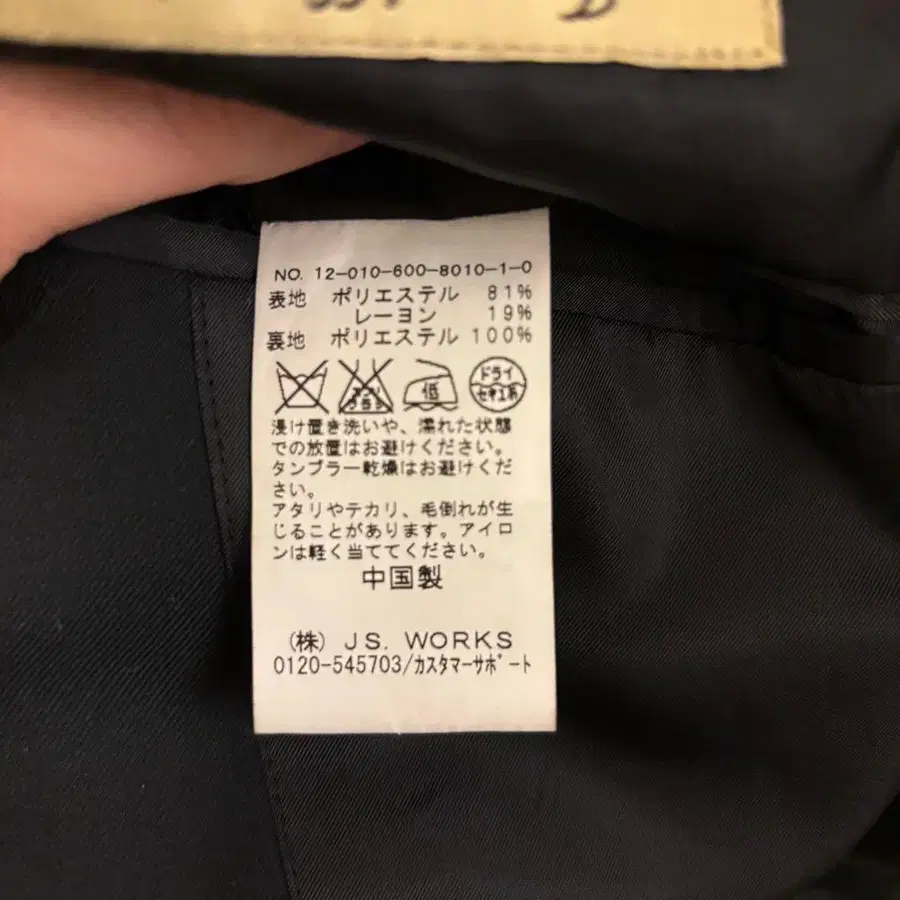 NO. 12-010-600-8010-1-0
表地 ポリエステル 81%
レーヨン 19%
裏地 ポリエステル 100%
エンソ サラシ 低 ドライ セキユ系
浸け置き洗いや、濡れた状態
での放置はお避けください。
タンブラー乾燥はお避けくだ
さい。
アタリやテカリ、毛倒れが生
じることがあります。アイロ
ンは軽く当ててください。
中国製
(株) JS. WORKS
0120-545703/カスタマーサポート